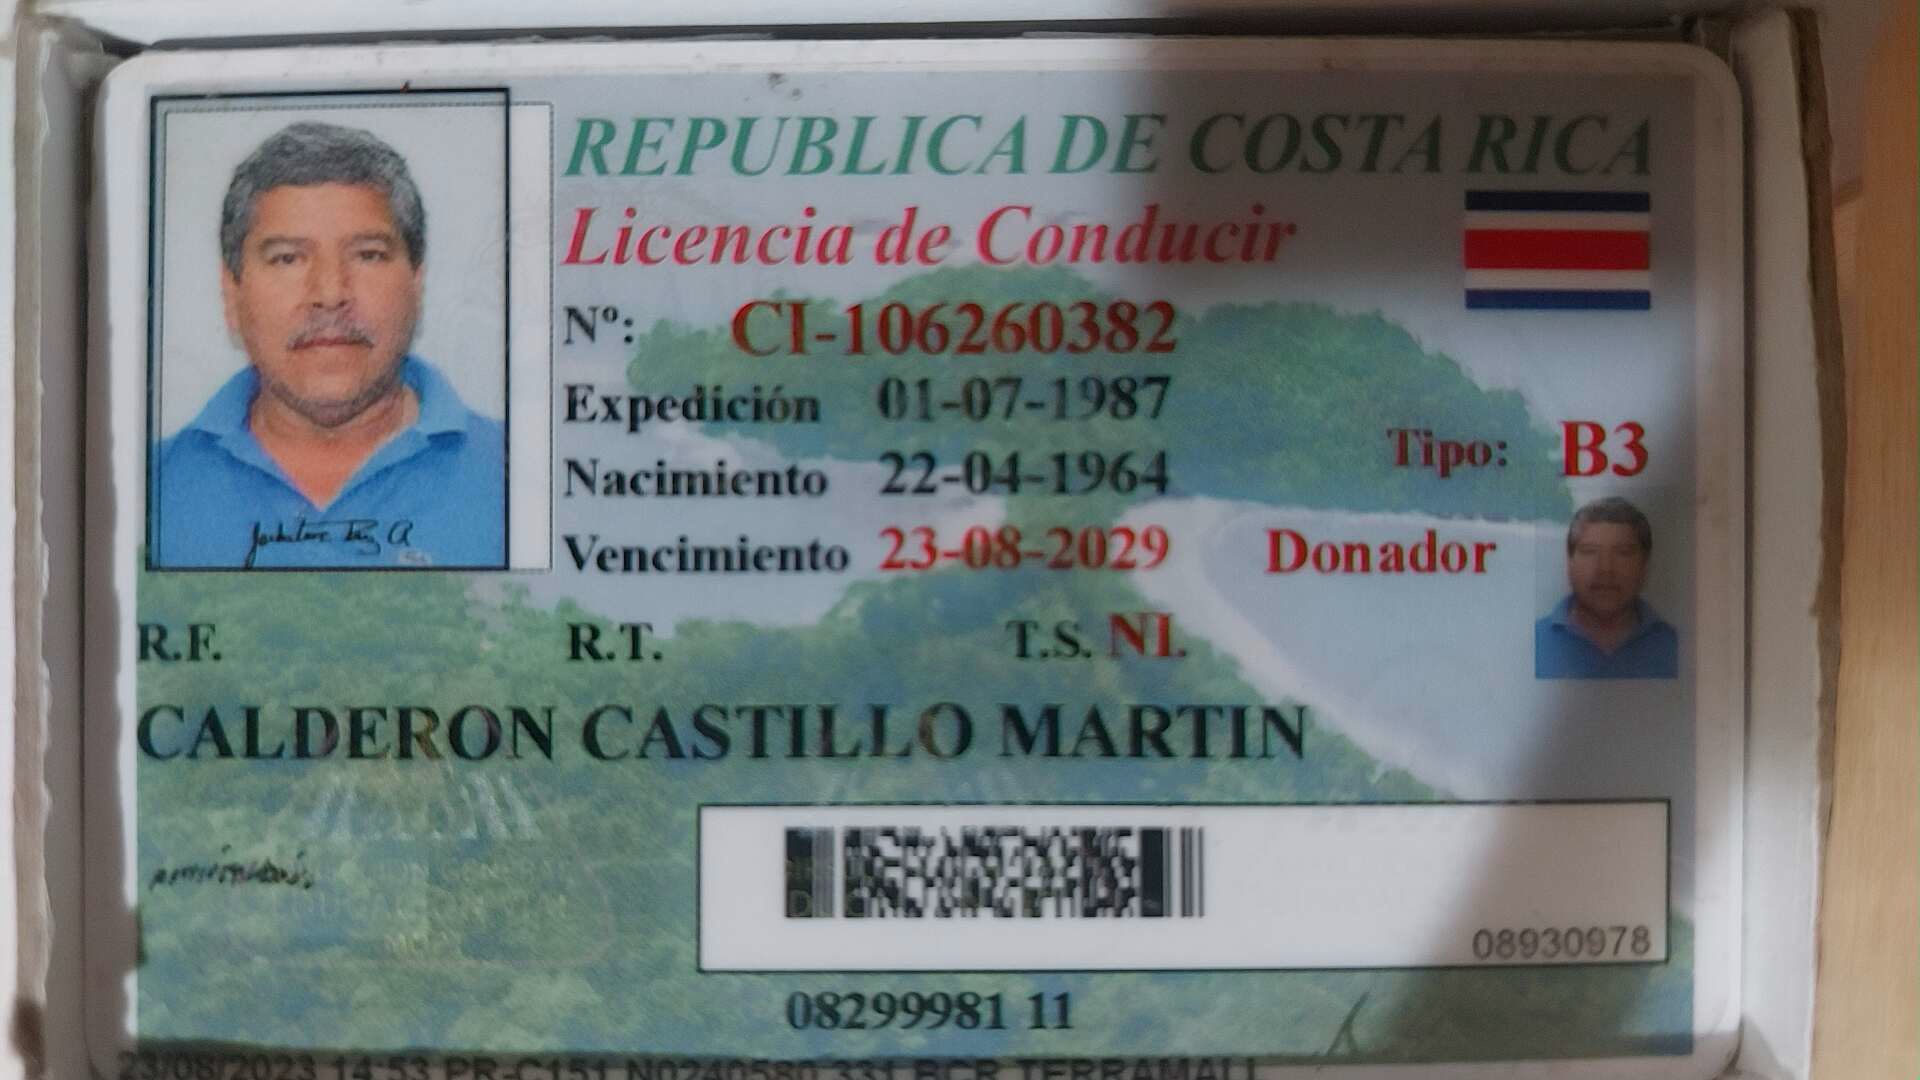 REPUBLICA DE COSTA RICA
Licencia de Conducir
Nº: CI-106260382
Expedición 01-07-1987
Nacimiento 22-04-1964
Tipo: B3
Vencimiento 23-08-2029 Donador
R.F. R.T. T.S. NI.
CALDERON CASTILLO MARTIN
08930978
08299981 11
23/08/2023 14:53 PR-C151 N0240580 331 BCR TERRAMALL